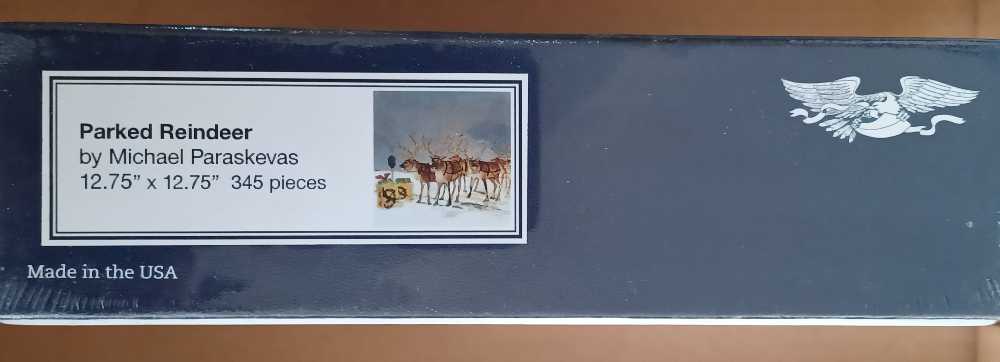 Parked Reindeer
by Michael Paraskevas
12.75” x 12.75” 345 pieces
Made in the USA